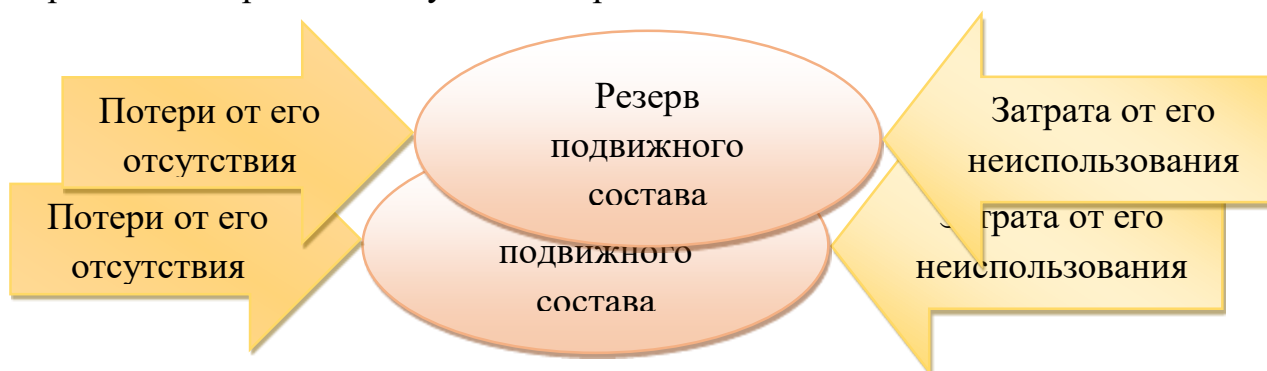 Потери от его
отсутствия
Резерв
подвижного
состава
Затрата от его
неиспользования
Потери от его
отсутствия
подвижного
состава
от его
неиспользования